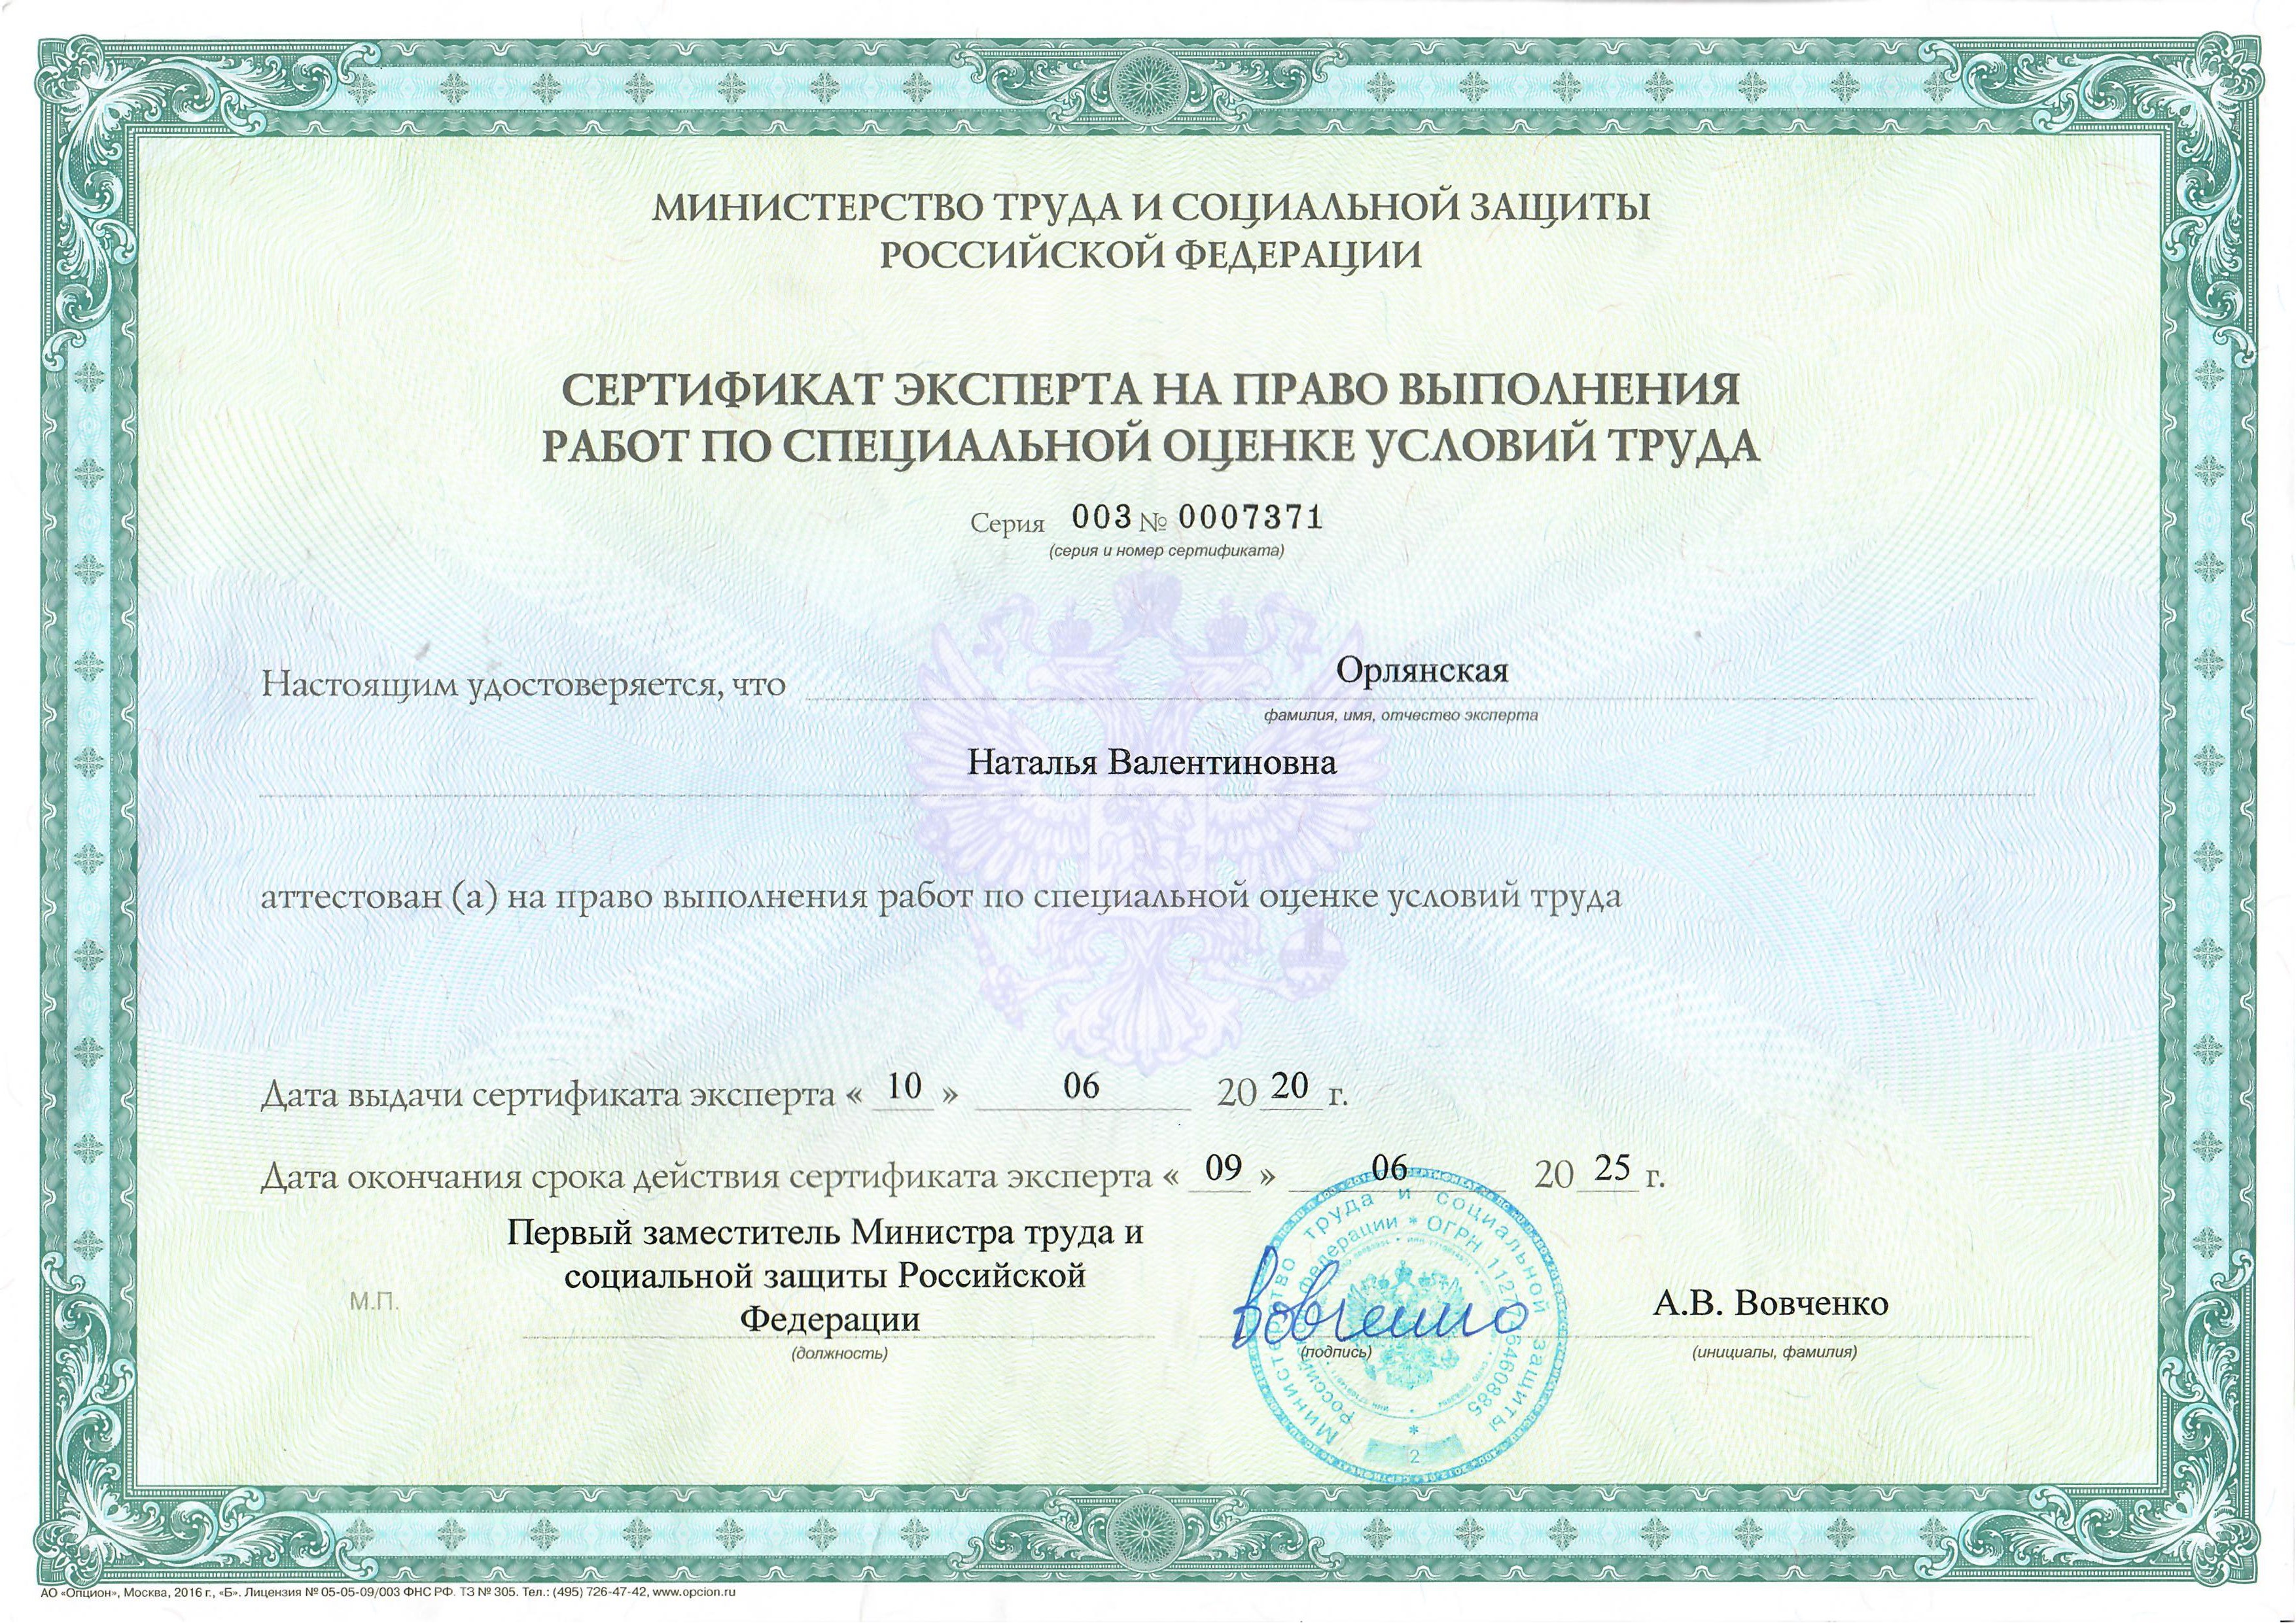 МИНИСТЕРСТВО ТРУДА И СОЦИАЛЬНОЙ ЗАЩИТЫ
РОССИЙСКОЙ ФЕДЕРАЦИИ
СЕРТИФИКАТ ЭКСПЕРТА НА ПРАВО ВЫПОЛНЕНИЯ
РАБОТ ПО СПЕЦИАЛЬНОЙ ОЦЕНКЕ УСЛОВИЙ ТРУДА
Серия 003 № 0007371
(серия и номер сертификата)
Настоящим удостоверяется, что Орлянская
фамилия, имя, отчество эксперта
Наталья Валентиновна
аттестован (а) на право выполнения работ по специальной оценке условий труда
Дата выдачи сертификата эксперта « 10 » 06 20 20 г.
Дата окончания срока действия сертификата эксперта « 09 » 06 20 25 г.
Первый заместитель Министра труда и
социальной защиты Российской
Федерации
М.П.
(должность)
Вовченко
(подпись)
А.В. Вовченко
(инициалы, фамилия)
Министерство труда и социальной защиты
Российской Федерации * ОГРН
*
2
АО «Опцион», Москва, 2016 г., «Б». Лицензия № 05-05-09/003 ФНС РФ. ТЗ № 305. Тел.: (495) 726-47-42, www.opcion.ru